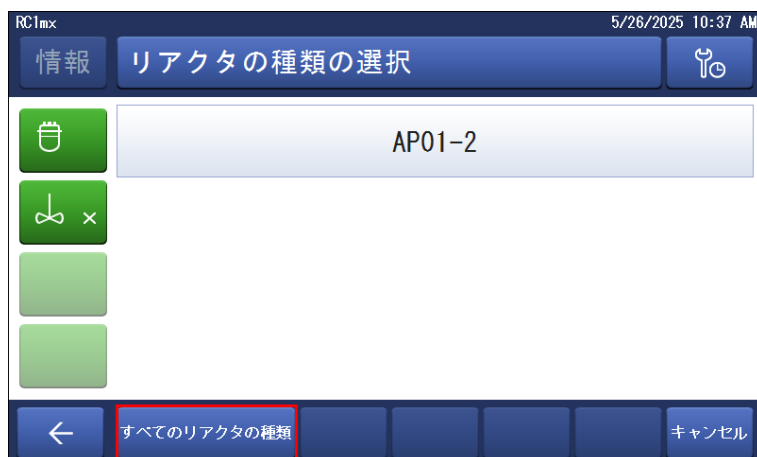 RC1mx
5/26/2025 10:37 AM
情報
リアクタの種類の選択
AP01-2
×
すべてのリアクタの種類
キャンセル